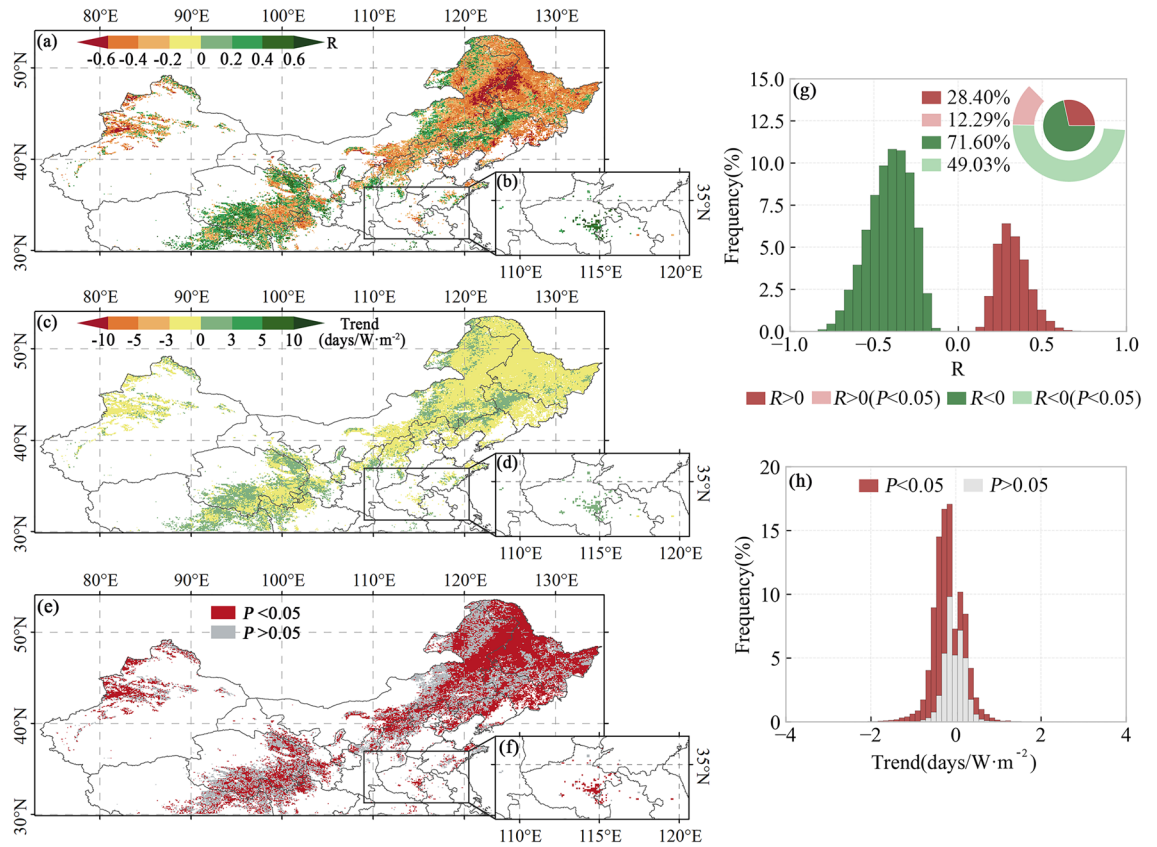 80°E 90°E 100°E 110°E 120°E 130°E
(a)
R
-0.6 -0.4 -0.2 0 0.2 0.4 0.6
50°N
40°N
30°N
(b)
35°N
110°E 115°E 120°E
80°E 90°E 100°E 110°E 120°E 130°E
(c)
Trend
(days/W·m-2)
-10 -5 -3 0 3 5 10
50°N
40°N
30°N
(d)
35°N
110°E 115°E 120°E
80°E 90°E 100°E 110°E 120°E 130°E
(e)
P <0.05
P >0.05
50°N
40°N
30°N
(f)
35°N
110°E 115°E 120°E
(g)
28.40%
12.29%
71.60%
49.03%
Frequency(%)
15.0
12.5
10.0
7.5
5.0
2.5
0.0
−1.0 −0.5 0.0 0.5 1.0
R
R>0 R>0(P<0.05) R<0 R<0(P<0.05)
(h)
P<0.05 P>0.05
Frequency(%)
20
15
10
5
0
−4 −2 0 2 4
Trend(days/W·m−2)